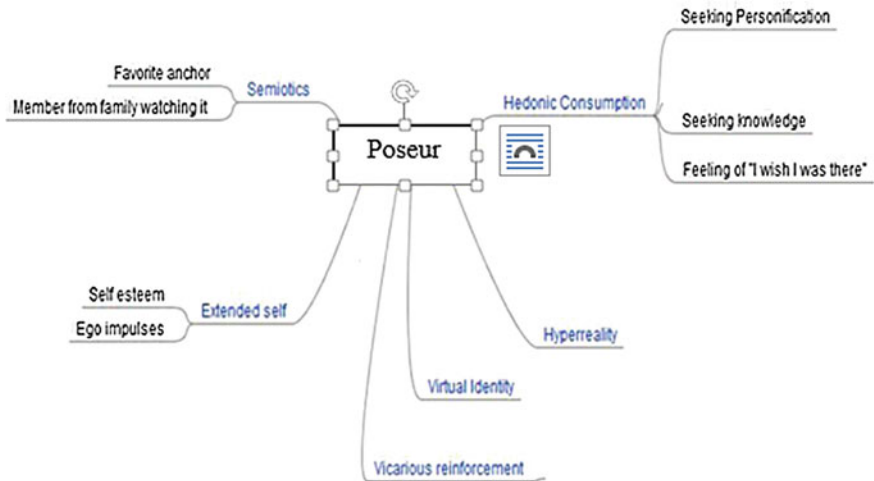 Seeking Personification
Favorite anchor
Semiotics
Member from family watching it
Hedonic Consumption
Seeking knowledge
Poseur
Feeling of "I wish I was there"
Self esteem
Extended self
Ego impulses
Hyperreality
Virtual Identity
Vicarious reinforcement